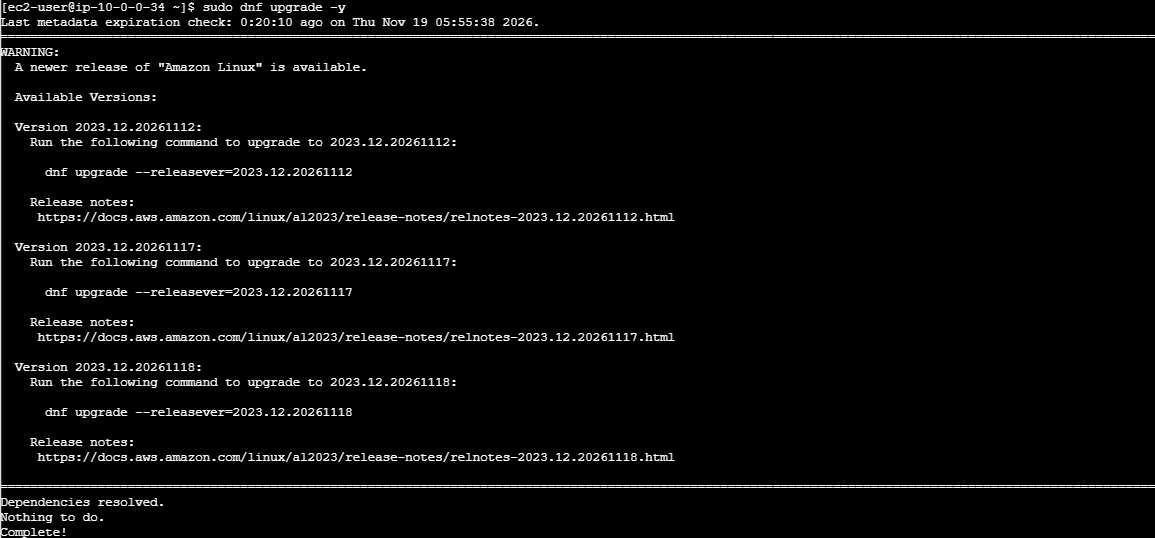 [ec2-user@ip-10-0-0-34 ~]$ sudo dnf upgrade -y
Last metadata expiration check: 0:20:10 ago on Thu Nov 19 05:55:38 2026.
WARNING:
A newer release of "Amazon Linux" is available.
Available Versions:
Version 2023.12.20261112:
Run the following command to upgrade to 2023.12.20261112:
dnf upgrade --releasever=2023.12.20261112
Release notes:
https://docs.aws.amazon.com/linux/al2023/release-notes/relnotes-2023.12.20261112.html
Version 2023.12.20261117:
Run the following command to upgrade to 2023.12.20261117:
dnf upgrade --releasever=2023.12.20261117
Release notes:
https://docs.aws.amazon.com/linux/al2023/release-notes/relnotes-2023.12.20261117.html
Version 2023.12.20261118:
Run the following command to upgrade to 2023.12.20261118:
dnf upgrade --releasever=2023.12.20261118
Release notes:
https://docs.aws.amazon.com/linux/al2023/release-notes/relnotes-2023.12.20261118.html
Dependencies resolved.
Nothing to do.
Complete!